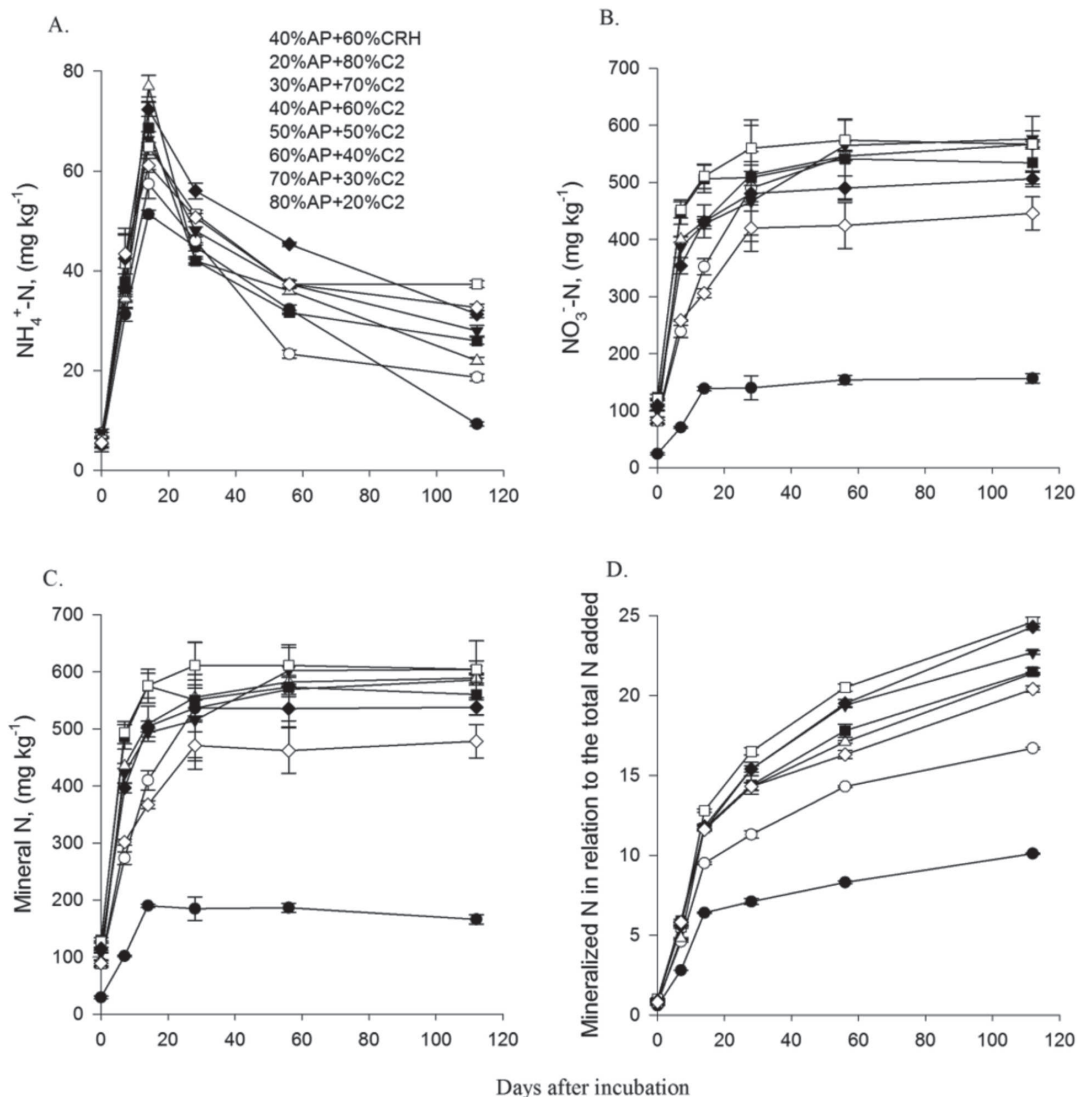 A.
40%AP+60%CRH
20%AP+80%C2
30%AP+70%C2
40%AP+60%C2
50%AP+50%C2
60%AP+40%C2
70%AP+30%C2
80%AP+20%C2
NH₄⁺-N, (mg kg⁻¹)
80
60
40
20
0
0 20 40 60 80 100 120
B.
NO₃⁻-N, (mg kg⁻¹)
700
600
500
400
300
200
100
0
0 20 40 60 80 100 120
C.
Mineral N, (mg kg⁻¹)
700
600
500
400
300
200
100
0
0 20 40 60 80 100 120
D.
Mineralized N in relation to the total N added
25
20
15
10
5
0
0 20 40 60 80 100 120
Days after incubation